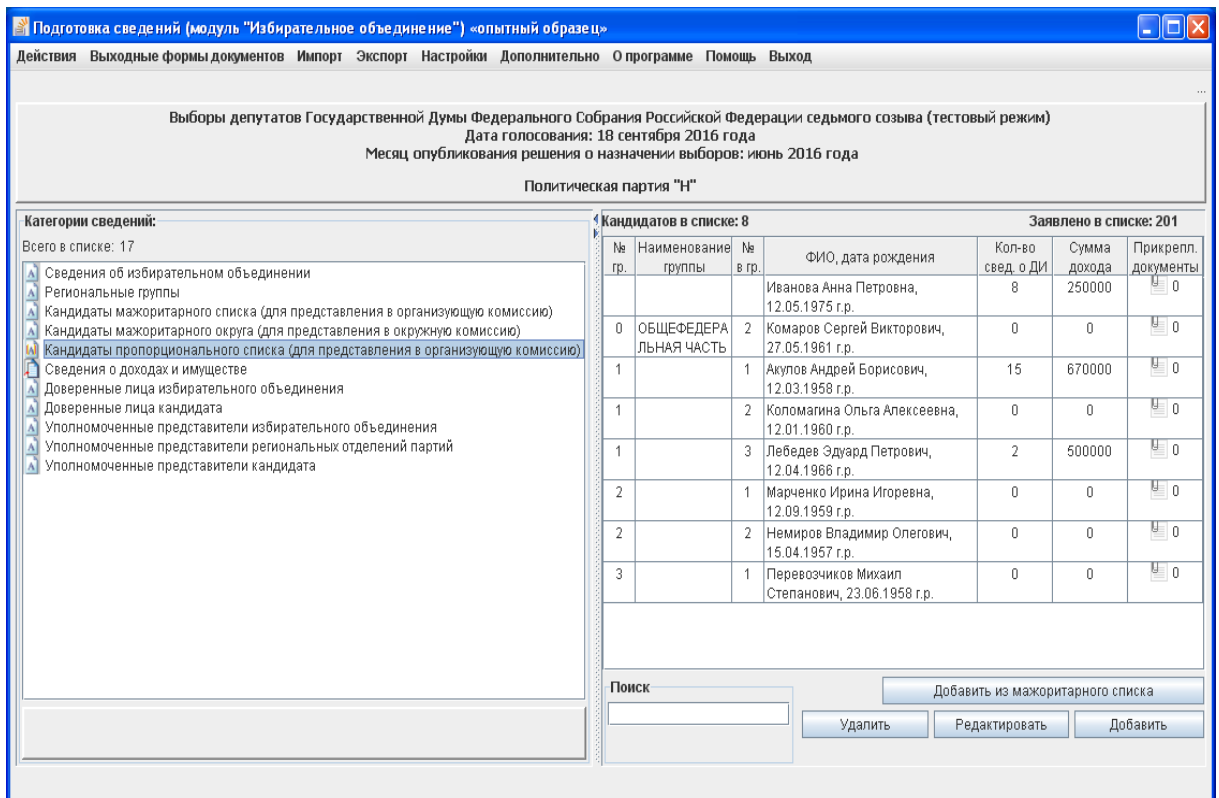 Подготовка сведений (модуль "Избирательное объединение") «опытный образец»
Действия Выходные формы документов Импорт Экспорт Настройки Дополнительно О программе Помощь Выход
...
Выборы депутатов Государственной Думы Федерального Собрания Российской Федерации седьмого созыва (тестовый режим)
Дата голосования: 18 сентября 2016 года
Месяц опубликования решения о назначении выборов: июнь 2016 года
Политическая партия "Н"
Категории сведений:
Всего в списке: 17
Сведения об избирательном объединении
Региональные группы
Кандидаты мажоритарного списка (для представления в организующую комиссию)
Кандидаты мажоритарного округа (для представления в окружную комиссию)
Кандидаты пропорционального списка (для представления в организующую комиссию)
Сведения о доходах и имуществе
Доверенные лица избирательного объединения
Доверенные лица кандидата
Уполномоченные представители избирательного объединения
Уполномоченные представители региональных отделений партий
Уполномоченные представители кандидата
Кандидатов в списке: 8 Заявлено в списке: 201
№ Наименование № ФИО, дата рождения Кол-во Сумма Прикрепл.
гр. группы в гр. свед. о ДИ дохода документы
Иванова Анна Петровна, 8 250000 0
12.05.1975 г.р.
0 ОБЩЕФЕДЕРА 2 Комаров Сергей Викторович, 0 0 0
ЛЬНАЯ ЧАСТЬ 27.05.1961 г.р.
1 1 Акулов Андрей Борисович, 15 670000 0
12.03.1958 г.р.
1 2 Коломагина Ольга Алексеевна, 0 0 0
12.01.1960 г.р.
1 3 Лебедев Эдуард Петрович, 2 500000 0
12.04.1966 г.р.
2 1 Марченко Ирина Игоревна, 0 0 0
12.09.1959 г.р.
2 2 Немиров Владимир Олегович, 0 0 0
15.04.1957 г.р.
3 1 Перевозчиков Михаил 0 0 0
Степанович, 23.06.1958 г.р.
Поиск
Добавить из мажоритарного списка
Удалить Редактировать Добавить